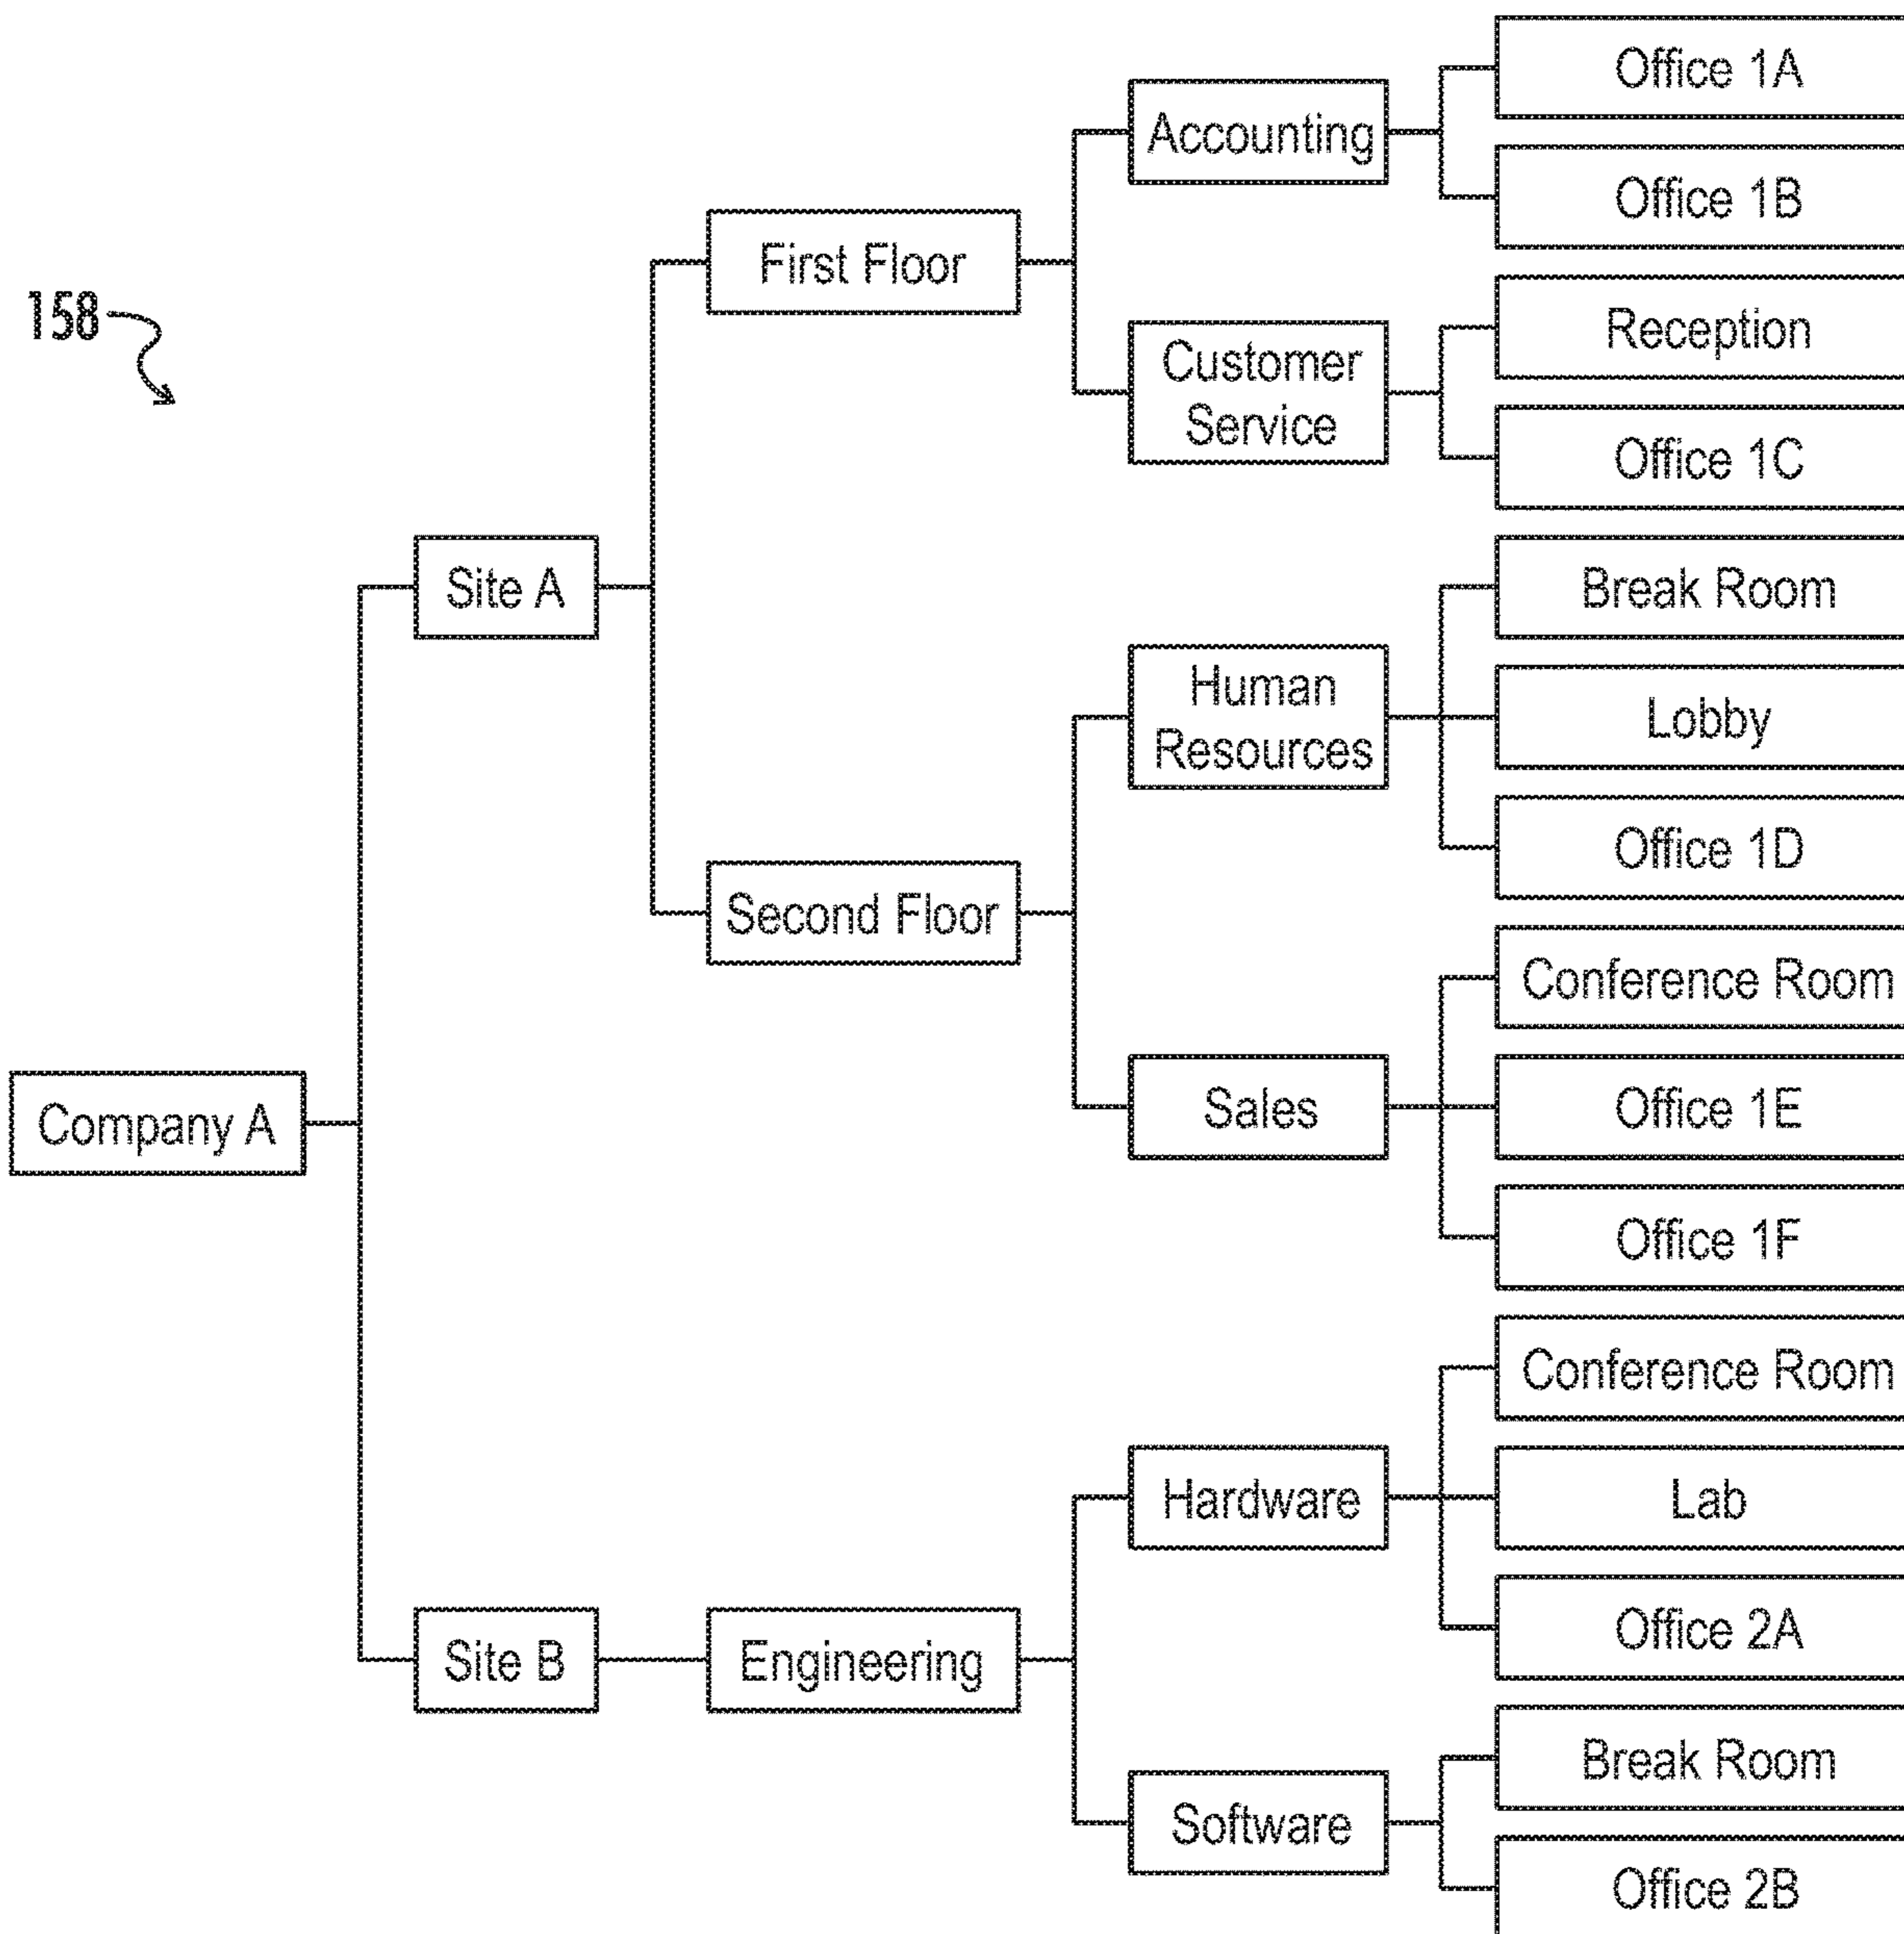 158
Company A
Site A
Site B
First Floor
Second Floor
Engineering
Accounting
Customer
Service
Human
Resources
Sales
Hardware
Software
Office 1A
Office 1B
Reception
Office 1C
Break Room
Lobby
Office 1D
Conference Room
Office 1E
Office 1F
Conference Room
Lab
Office 2A
Break Room
Office 2B